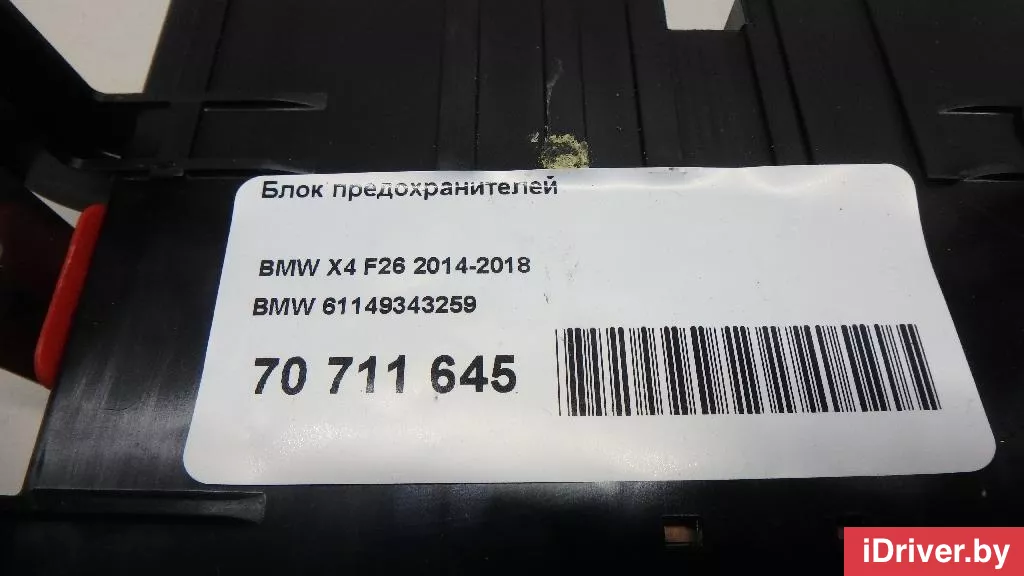 Блок предохранителей
BMW X4 F26 2014-2018
BMW 61149343259
70 711 645
iDriver.by